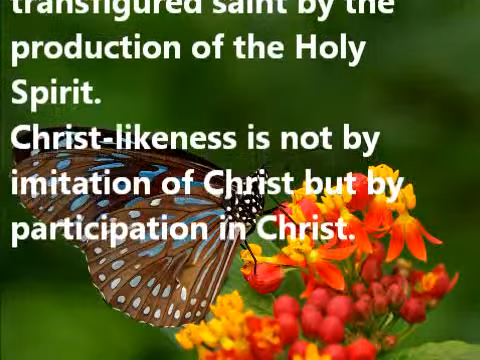 transfigured saint by the
production of the Holy
Spirit.
Christ-likeness is not by
imitation of Christ but by
participation in Christ.